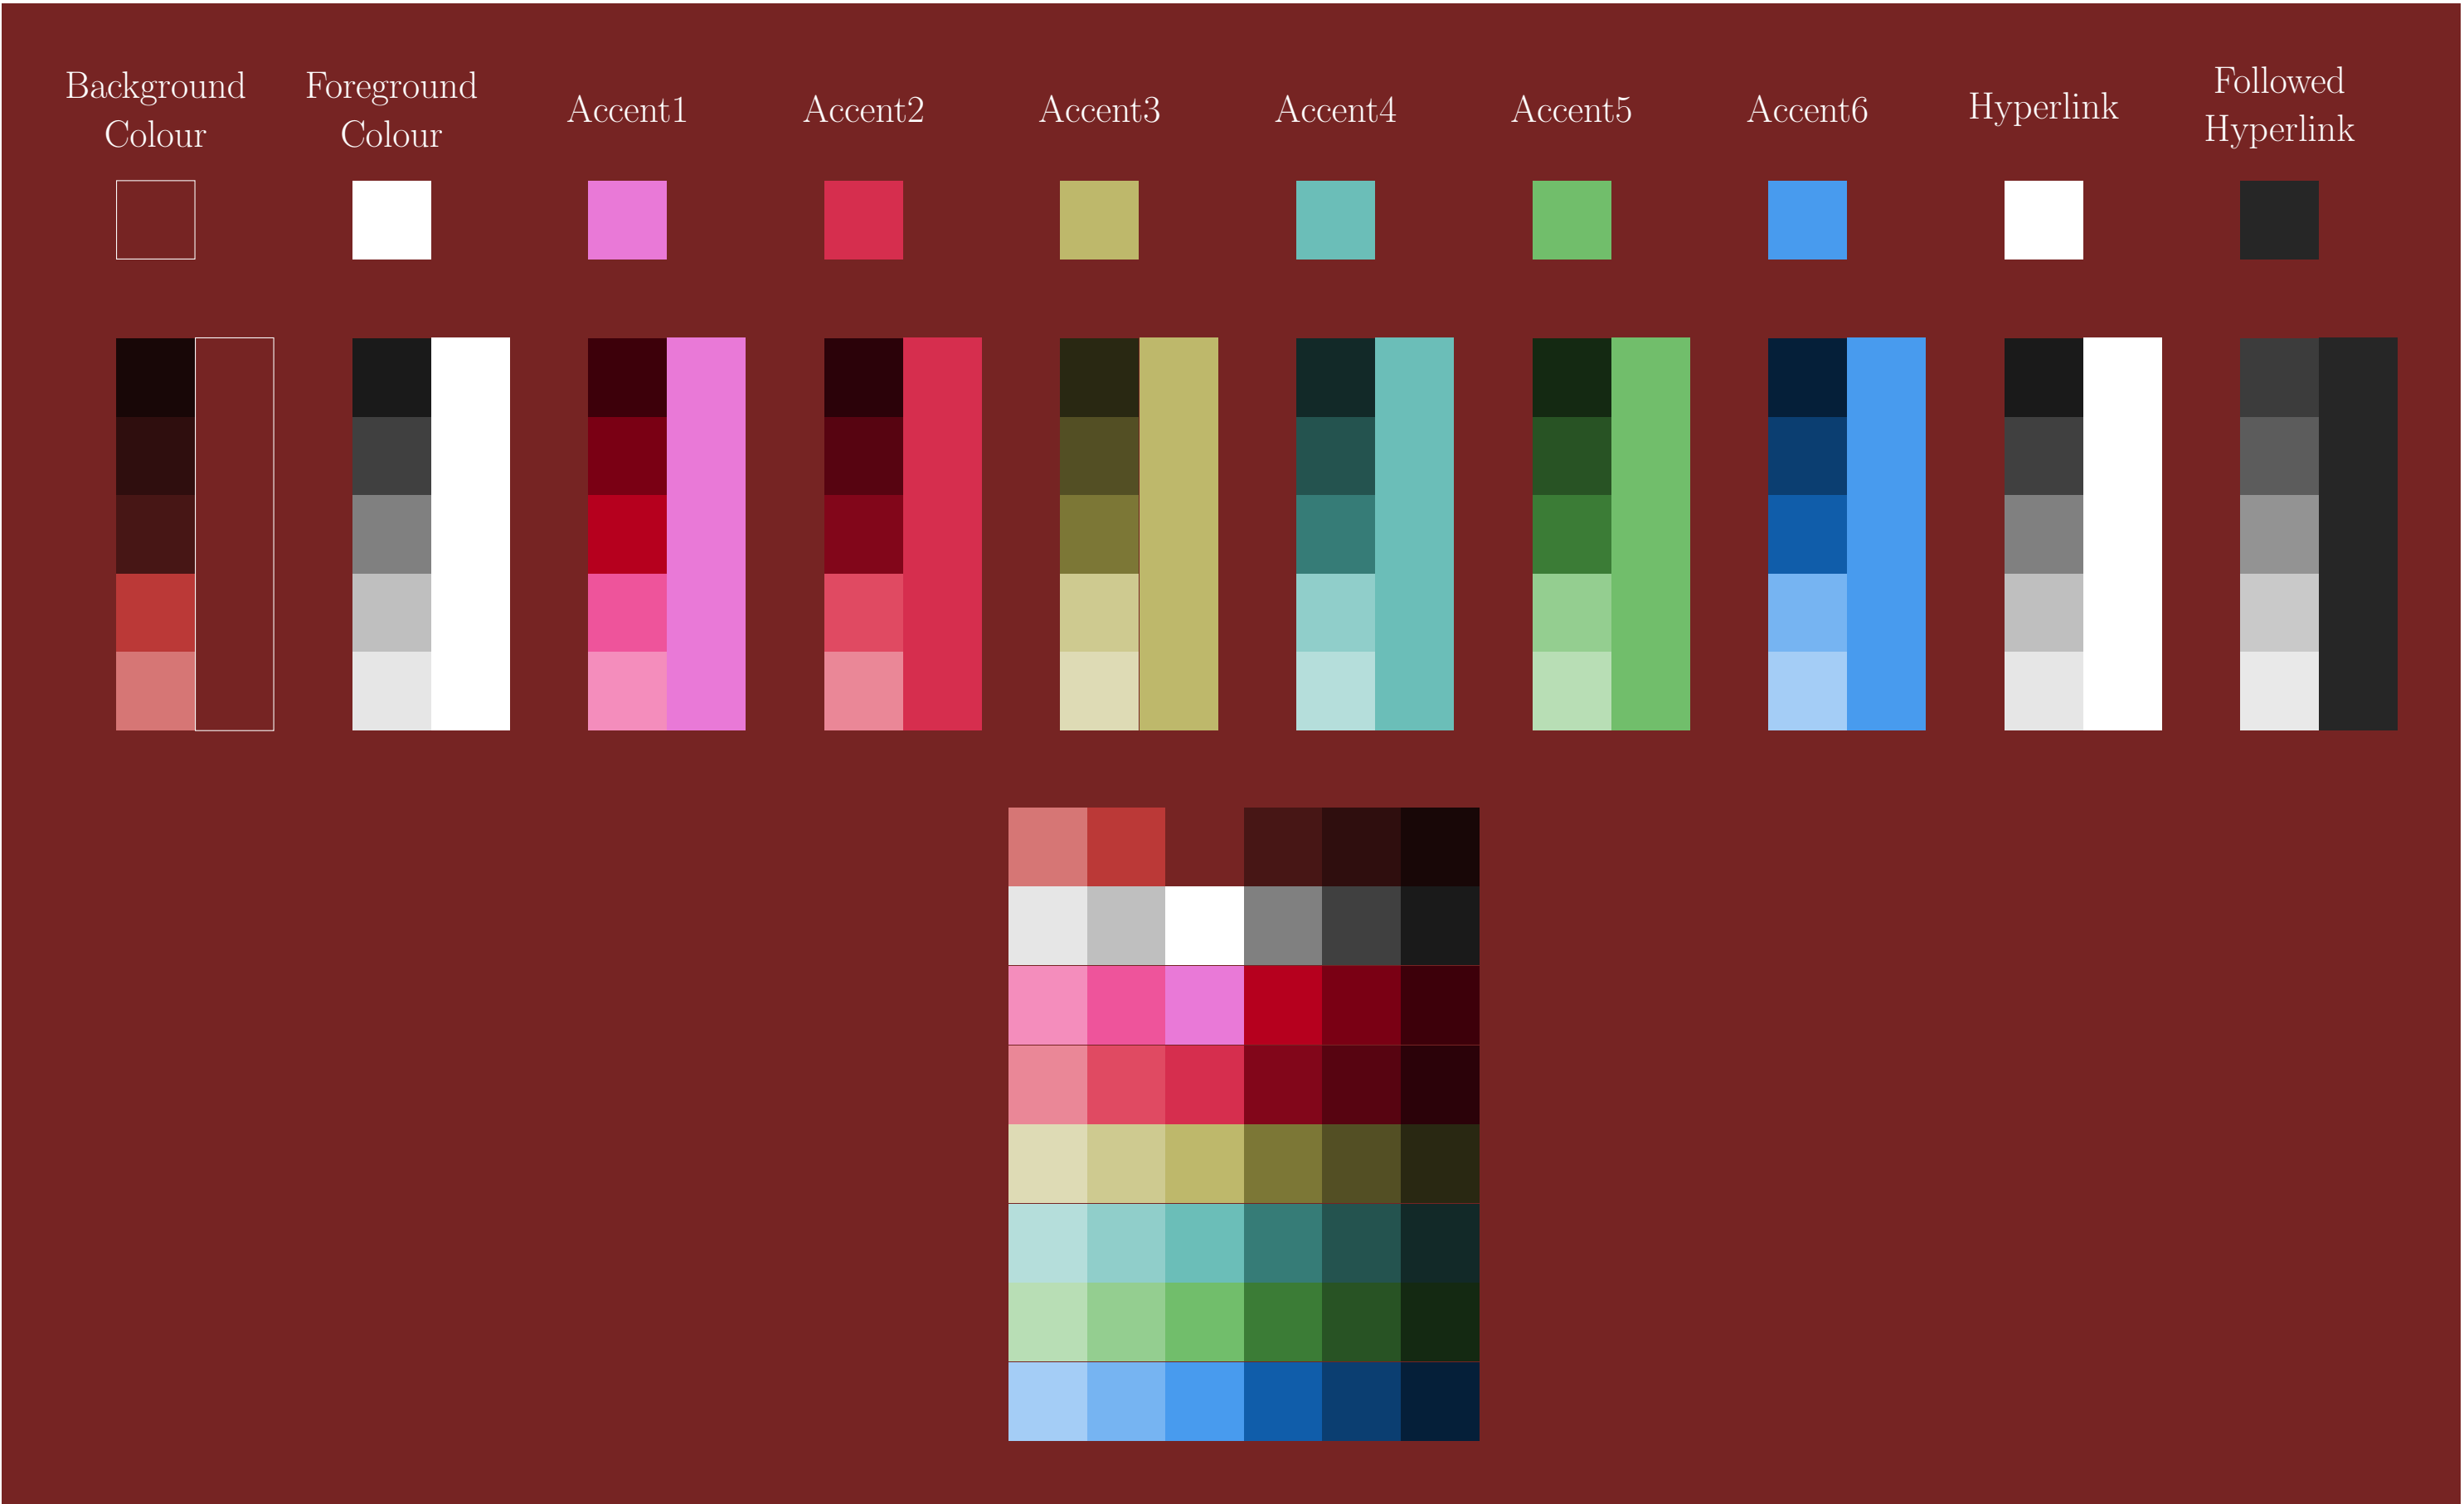 Background
Colour
Foreground
Colour
Accent1
Accent2
Accent3
Accent4
Accent5
Accent6
Hyperlink
Followed
Hyperlink